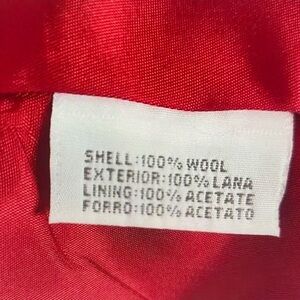 SHELL:100% WOOL
EXTERIOR:100% LANA
LINING:100% ACETATE
FORRO:100% ACETATO